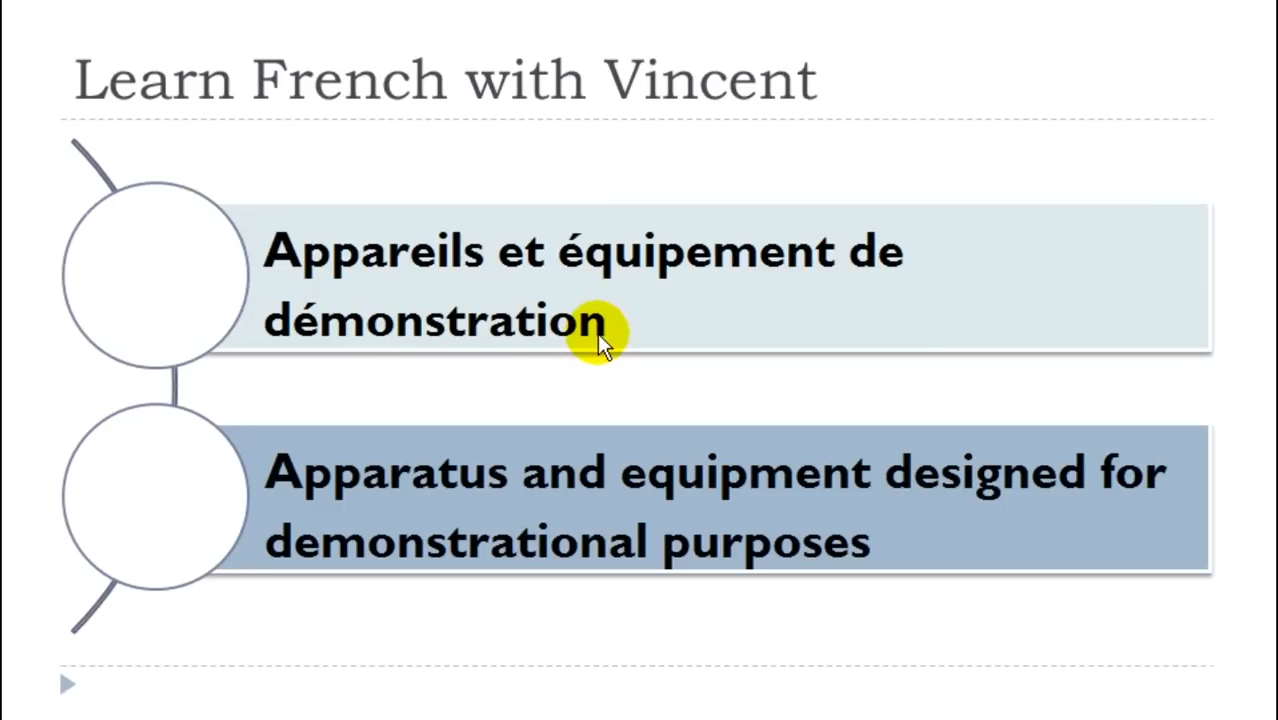 Learn French with Vincent
Appareils et équipement de
démonstration
Apparatus and equipment designed for
demonstrational purposes